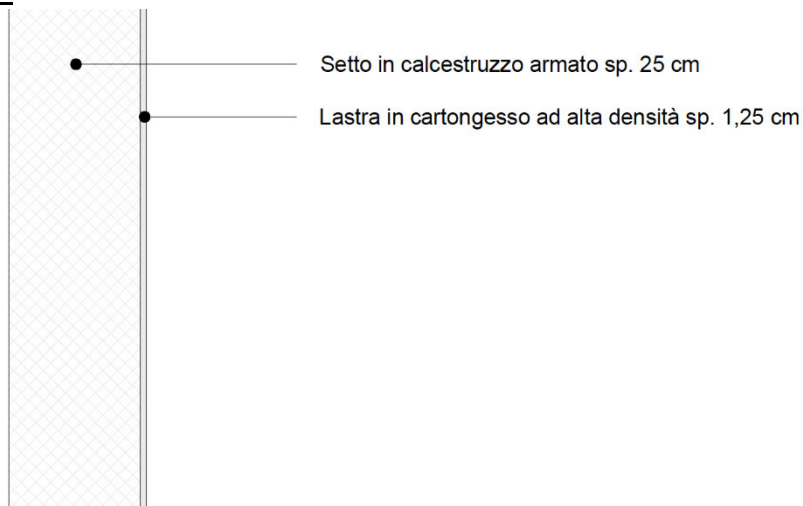 Setto in calcestruzzo armato sp. 25 cm
Lastra in cartongesso ad alta densità sp. 1,25 cm